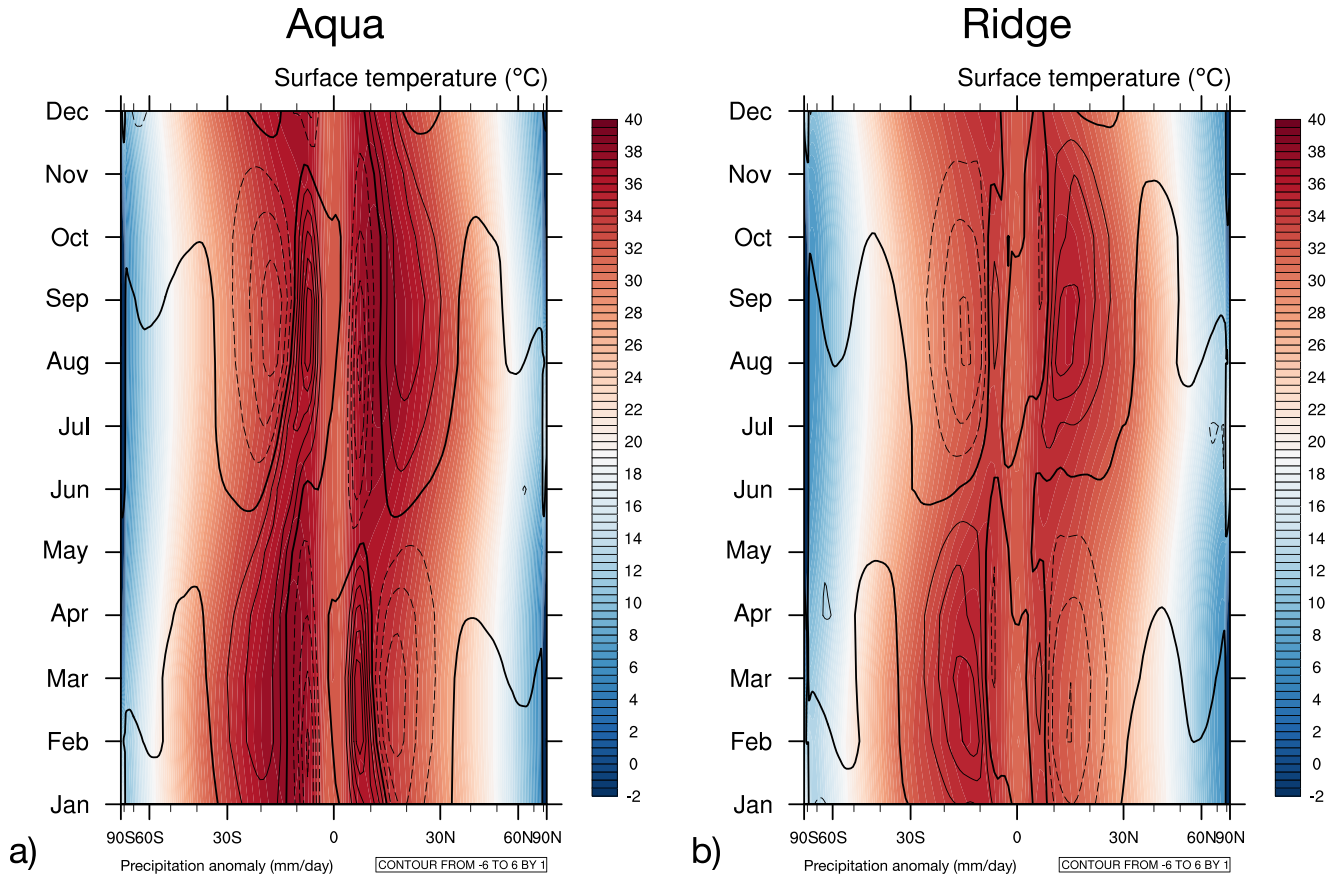 Aqua
Ridge
Surface temperature (°C)
Surface temperature (°C)
Dec
Nov
Oct
Sep
Aug
Jul
Jun
May
Apr
Mar
Feb
Jan
90S60S 30S 0 30N 60N90N
40
38
36
34
32
30
28
26
24
22
20
18
16
14
12
10
8
6
4
2
0
-2
a)
Precipitation anomaly (mm/day)
CONTOUR FROM -6 TO 6 BY 1
Dec
Nov
Oct
Sep
Aug
Jul
Jun
May
Apr
Mar
Feb
Jan
90S60S 30S 0 30N 60N90N
40
38
36
34
32
30
28
26
24
22
20
18
16
14
12
10
8
6
4
2
0
-2
b)
Precipitation anomaly (mm/day)
CONTOUR FROM -6 TO 6 BY 1